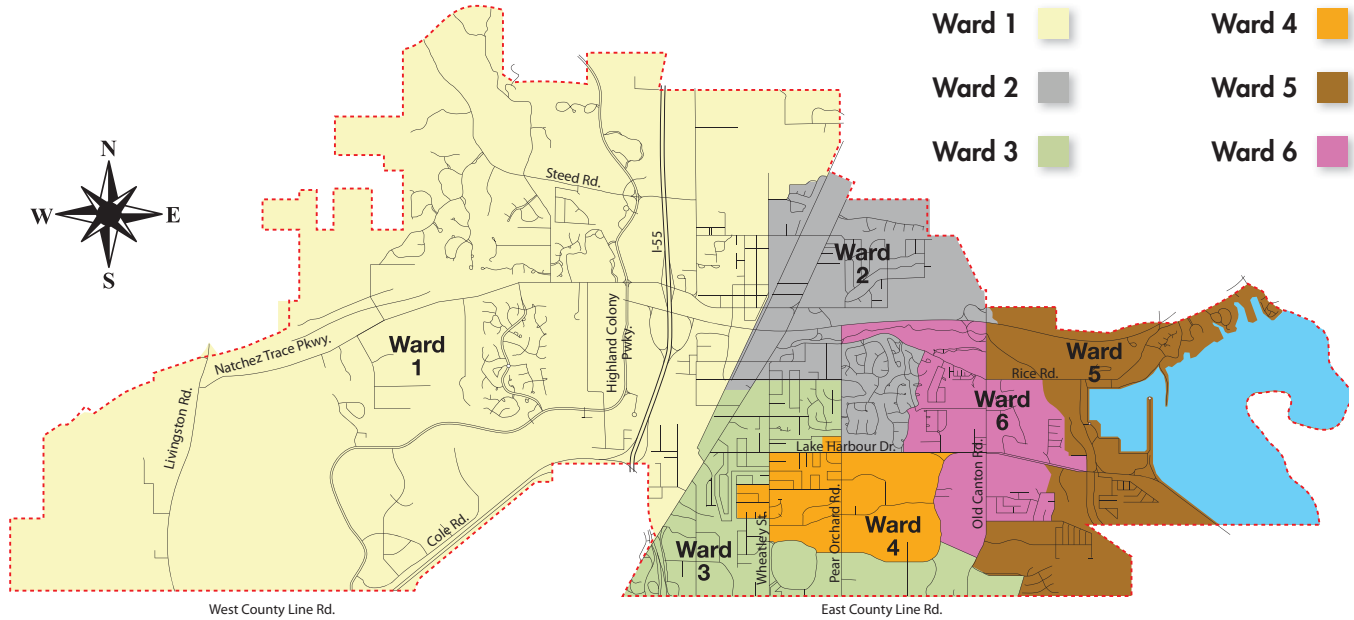 Ward 1
Ward 4
Ward 2
Ward 5
Ward 3
Ward 6
N
W
E
S
Steed Rd.
I-55
Ward
2
Natchez Trace Pkwy.
Highland Colony
Pwky.
Ward
1
Ward
5
Rice Rd.
Ward
6
Livingston Rd.
Lake Harbour Dr.
Old Canton Rd.
Cole Rd.
Ward
3
Wheatley St.
Pear Orchard Rd.
Ward
4
West County Line Rd.
East County Line Rd.